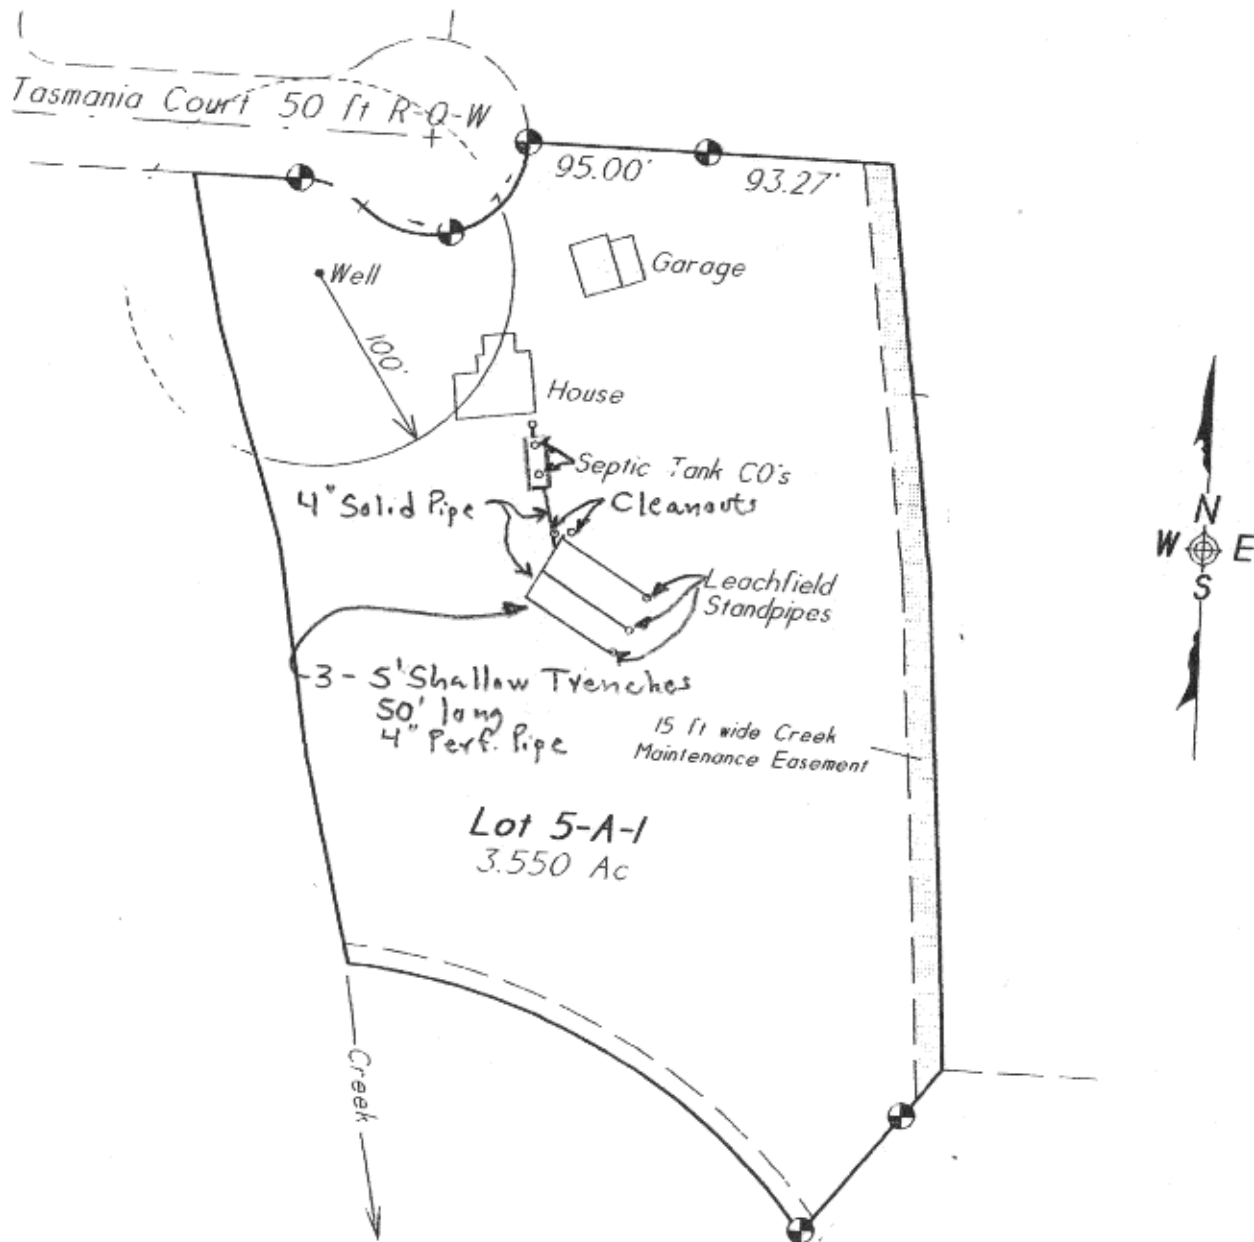 Tasmania Court 50 ft R-O-W
95.00'
93.27'
Garage
Well
100'
House
Septic Tank CO's
4" Solid Pipe
Cleanouts
N
W E
S
Leachfield
Standpipes
3 - 5' Shallow Trenches
50' long
4" Perf. Pipe
15 ft wide Creek
Maintenance Easement
Lot 5-A-1
3.550 Ac
Creek